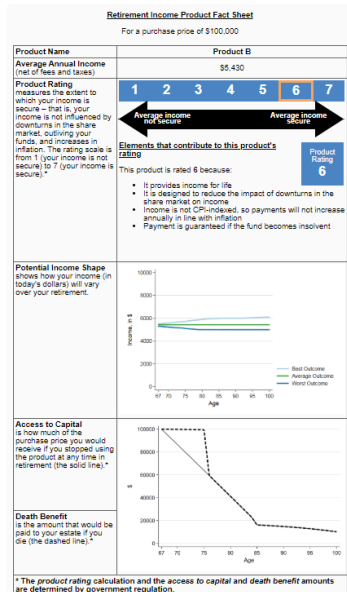 Retirement Income Product Fact Sheet
For a purchase price of $100,000
Product Name
Product B
Average Annual Income
(net of fees and taxes)
$5,430
Product Rating
measures the extent to
which your income is
secure – that is, your
income is not influenced by
downturns in the share
market, outliving your
funds, and increases in
inflation. The rating scale is
from 1 (your income is not
secure) to 7 (your income is
secure).*
1 2 3 4 5 6 7
Average income
not secure
Average income
secure
Elements that contribute to this product's
rating
Product
Rating
6
This product is rated 6 because:
• It provides income for life
• It is designed to reduce the impact of downturns in the
share market on income
• Income is not CPI-indexed, so payments will not increase
annually in line with inflation
• Payment is guaranteed if the fund becomes insolvent
Potential Income Shape
shows how your income (in
today's dollars) will vary
over your retirement.
10000
8000
6000
4000
2000
0
Income, in $
67 70 75 80 85 90 95 100
Age
Best Outcome
Average Outcome
Worst Outcome
Access to Capital
is how much of the
purchase price you would
receive if you stopped using
the product at any time in
retirement (the solid line).*
Death Benefit
is the amount that would be
paid to your estate if you
die (the dashed line).*
100000
80000
60000
40000
20000
0
$
67 70 75 80 85 90 95 100
Age
* The product rating calculation and the access to capital and death benefit amounts
are determined by government regulation.